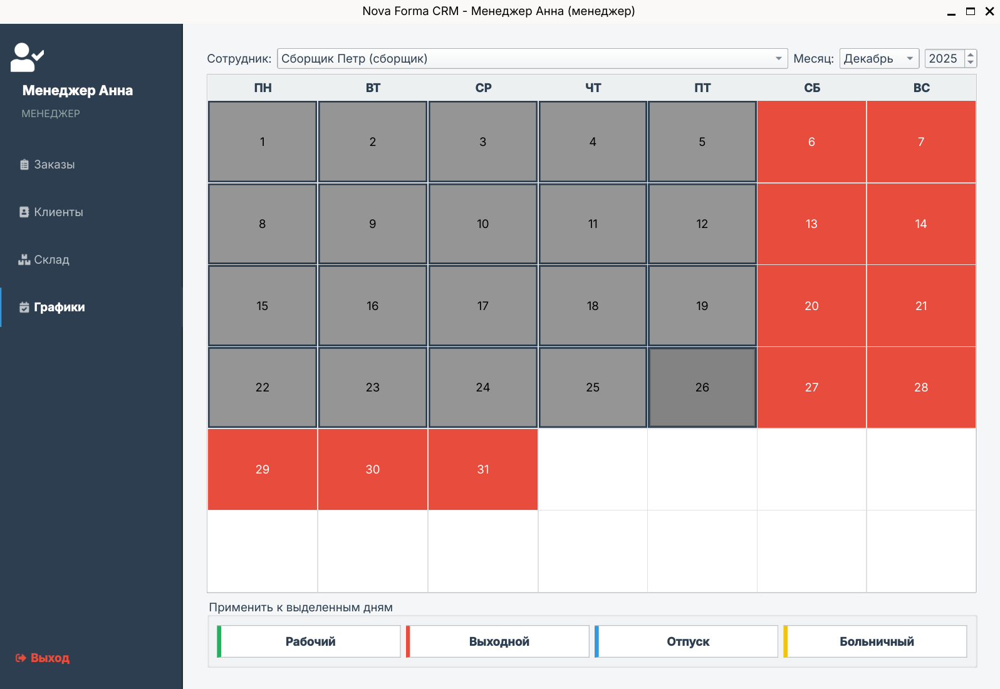 Nova Forma CRM - Менеджер Анна (менеджер)
Менеджер Анна
МЕНЕДЖЕР
Заказы
Клиенты
Склад
Графики
Выход
Сотрудник: Сборщик Петр (сборщик) Месяц: Декабрь 2025
ПН ВТ СР ЧТ ПТ СБ ВС
1 2 3 4 5 6 7
8 9 10 11 12 13 14
15 16 17 18 19 20 21
22 23 24 25 26 27 28
29 30 31
Применить к выделенным дням
Рабочий Выходной Отпуск Больничный